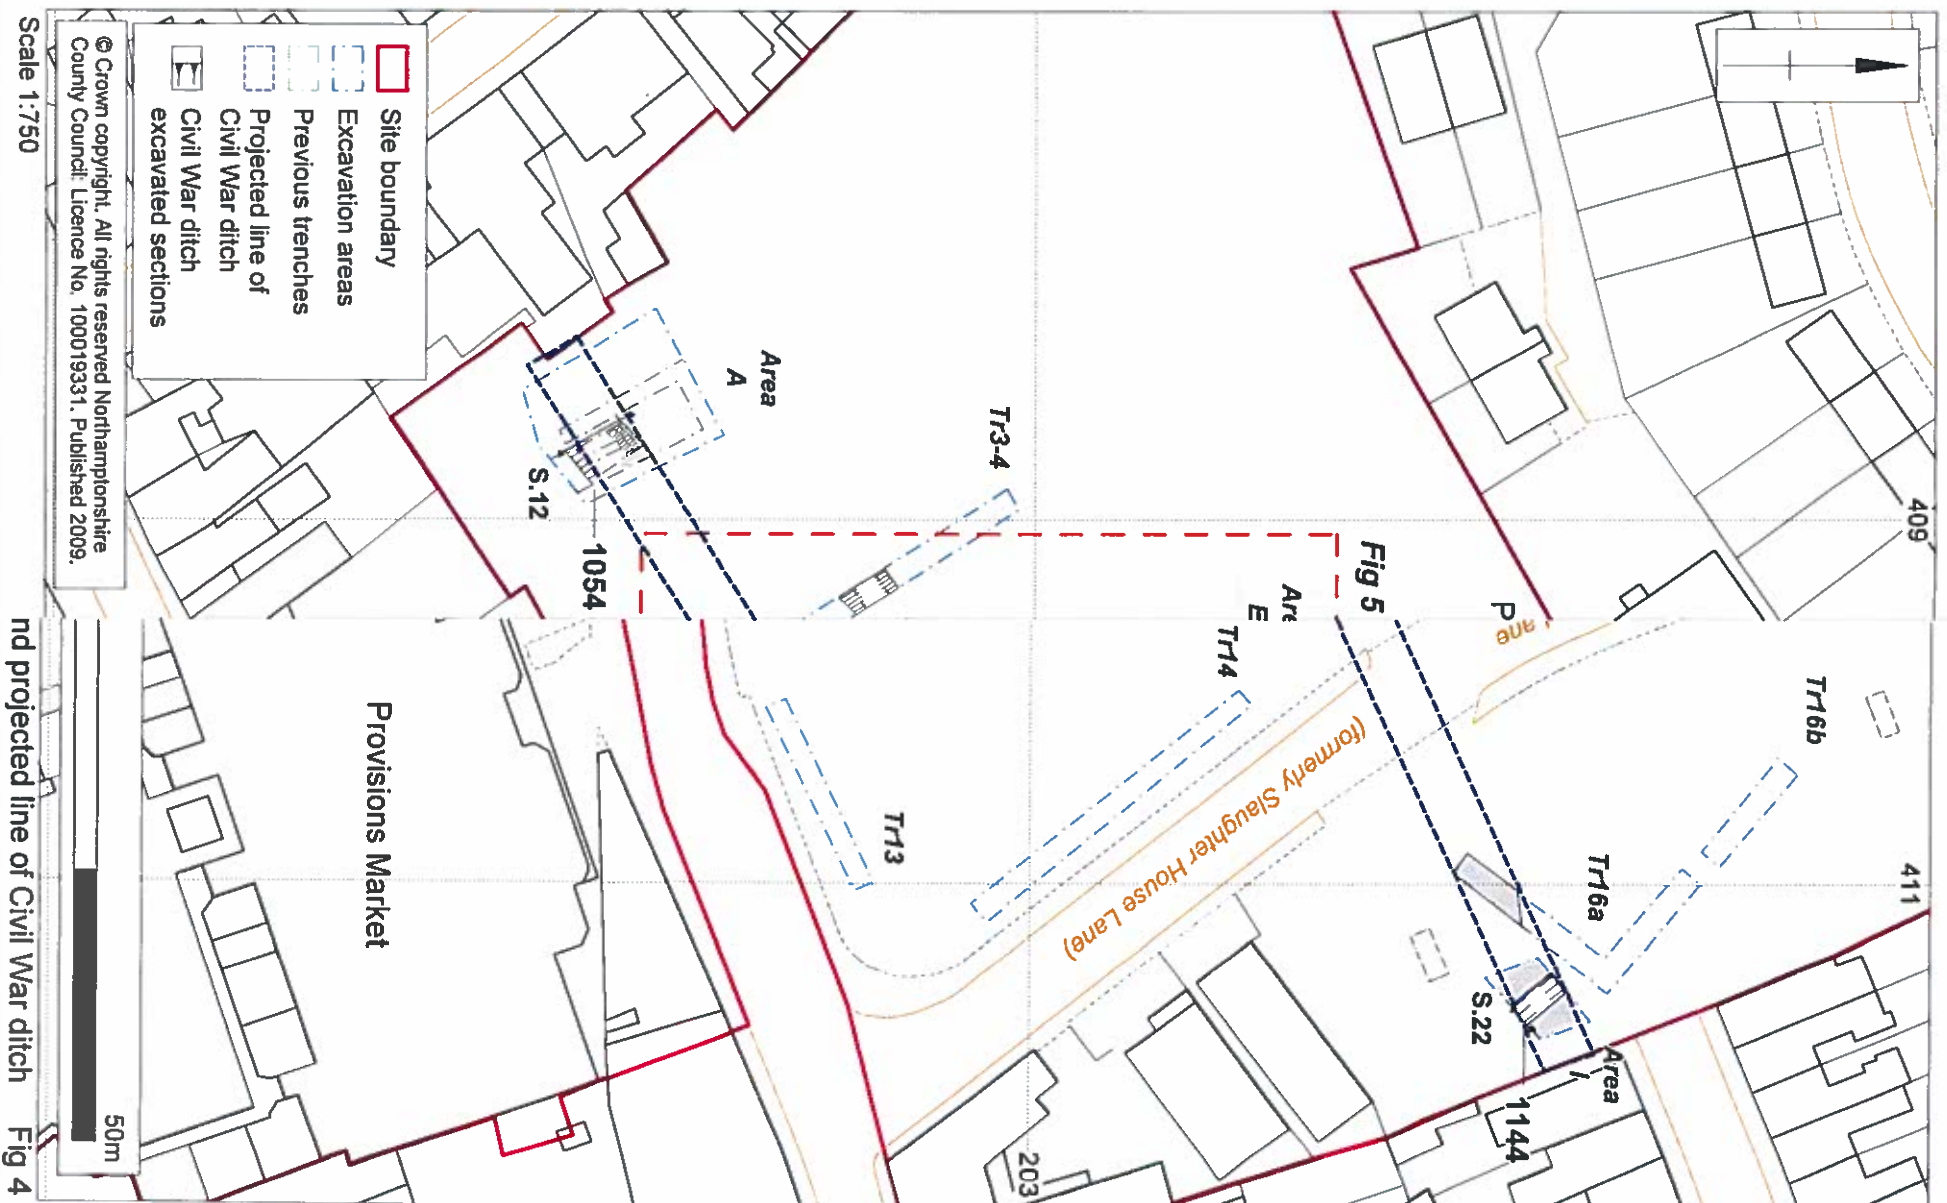 409
411
Tr16b
P
ane
Fig 5
Tr16a
Area
I
1144
S.22
Are
E
Tr14
(formerly Slaughter House Lane)
203
Tr3-4
Tr13
Area
A
S.12
1054
Provisions Market
Site boundary
Excavation areas
Previous trenches
Projected line of
Civil War ditch
Civil War ditch
excavated sections
© Crown copyright. All rights reserved Northamptonshire
County Council: Licence No. 100019331. Published 2009.
Scale 1:750
50m
nd projected line of Civil War ditch Fig 4